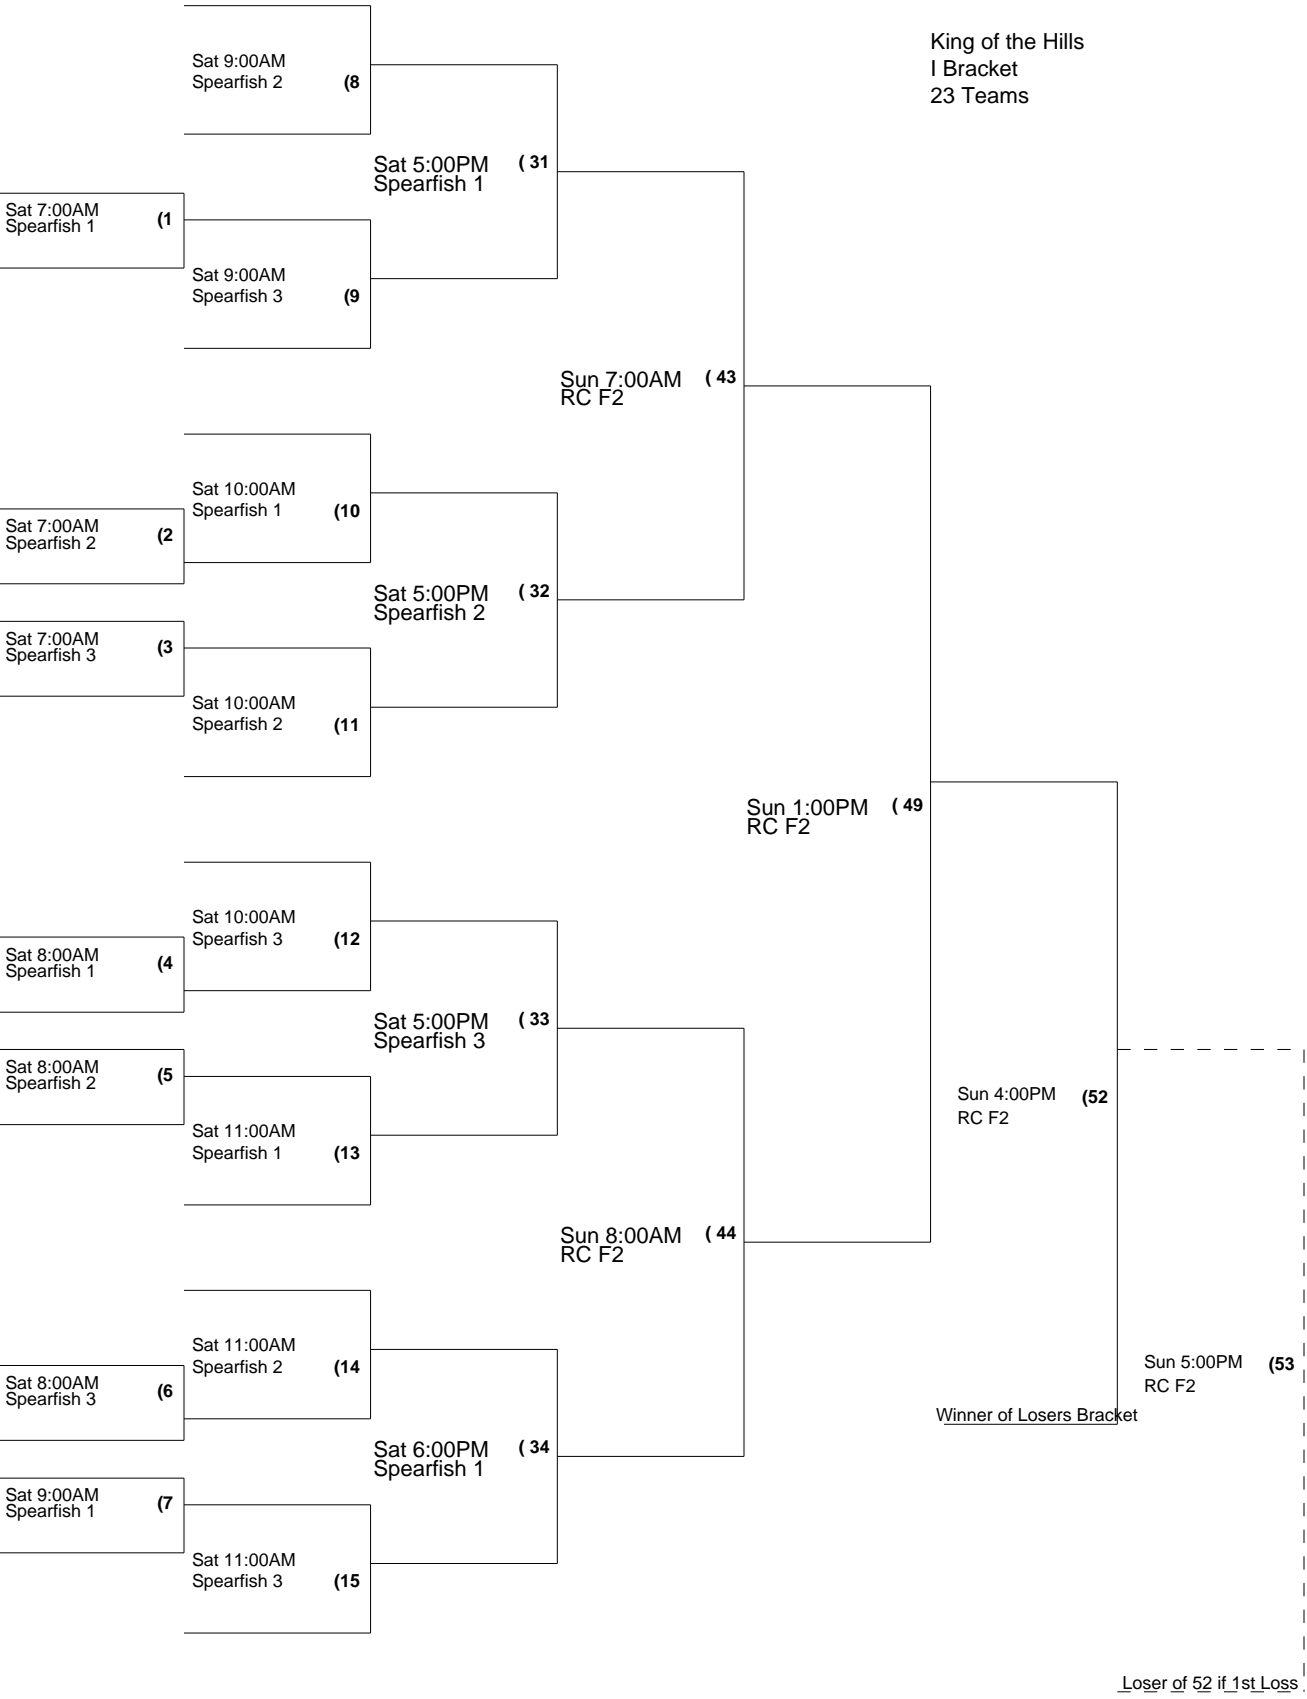 King of the Hills
I Bracket
23 Teams
Sat 9:00AM
Spearfish 2 (8
Sat 5:00PM ( 31
Spearfish 1
Sat 7:00AM (1
Spearfish 1
Sat 9:00AM
Spearfish 3 (9
Sun 7:00AM ( 43
RC F2
Sat 10:00AM
Spearfish 1 (10
Sat 7:00AM (2
Spearfish 2
Sat 5:00PM ( 32
Spearfish 2
Sat 7:00AM (3
Spearfish 3
Sat 10:00AM
Spearfish 2 (11
Sun 1:00PM ( 49
RC F2
Sat 10:00AM
Spearfish 3 (12
Sat 8:00AM (4
Spearfish 1
Sat 5:00PM ( 33
Spearfish 3
Sat 8:00AM (5
Spearfish 2
Sun 4:00PM (52
RC F2
Sat 11:00AM
Spearfish 1 (13
Sun 8:00AM ( 44
RC F2
Sat 11:00AM
Spearfish 2 (14
Sun 5:00PM (53
RC F2
Sat 8:00AM (6
Spearfish 3
Winner of Losers Bracket
Sat 6:00PM ( 34
Spearfish 1
Sat 9:00AM (7
Spearfish 1
Sat 11:00AM
Spearfish 3 (15
Loser of 52 if 1st Loss